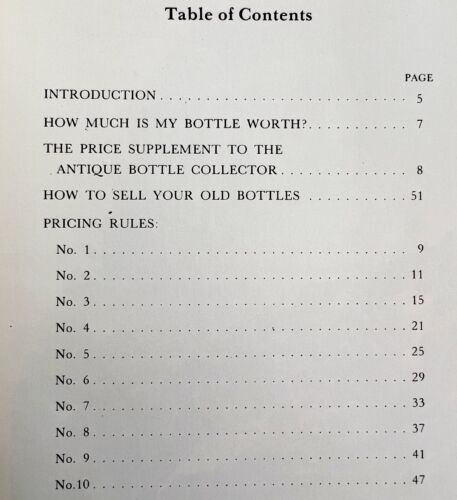 Table of Contents
PAGE
INTRODUCTION . . . . . . . . . . . . . . . . . . . . . . . . 5
HOW MUCH IS MY BOTTLE WORTH?. . . . . . . . . . 7
THE PRICE SUPPLEMENT TO THE
ANTIQUE BOTTLE COLLECTOR . . . . . . . . . . . . . 8
HOW TO SELL YOUR OLD BOTTLES . . . . . . . . . . 51
PRICING RULES:
No. 1 . . . . . . . . . . . . . . . . . . . . . . . . . . . . . . 9
No. 2 . . . . . . . . . . . . . . . . . . . . . . . . . . . . . . 11
No. 3 . . . . . . . . . . . . . . . . . . . . . . . . . . . . . . 15
No. 4 . . . . . . . . . . . . . . . . . . . . . . . . . . . . . . 21
No. 5 . . . . . . . . . . . . . . . . . . . . . . . . . . . . . . 25
No. 6 . . . . . . . . . . . . . . . . . . . . . . . . . . . . . . 29
No. 7 . . . . . . . . . . . . . . . . . . . . . . . . . . . . . . 33
No. 8 . . . . . . . . . . . . . . . . . . . . . . . . . . . . . . 37
No. 9 . . . . . . . . . . . . . . . . . . . . . . . . . . . . . . 41
No.10 . . . . . . . . . . . . . . . . . . . . . . . . . . . . . . 47